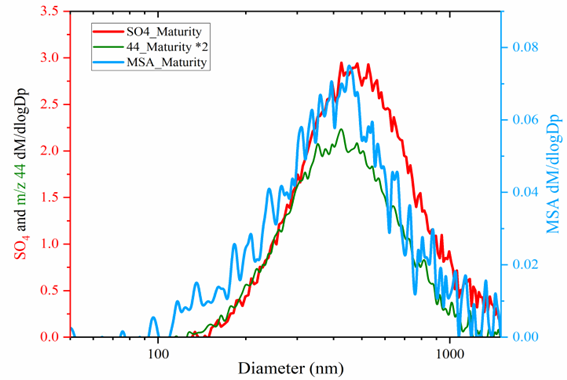 3.5
3.0
2.5
2.0
1.5
1.0
0.5
0.0
SO4 and m/z 44 dM/dlogDp
SO4_Maturity
44_Maturity *2
MSA_Maturity
0.08
0.06
0.04
0.02
0.00
MSA dM/dlogDp
100
1000
Diameter (nm)